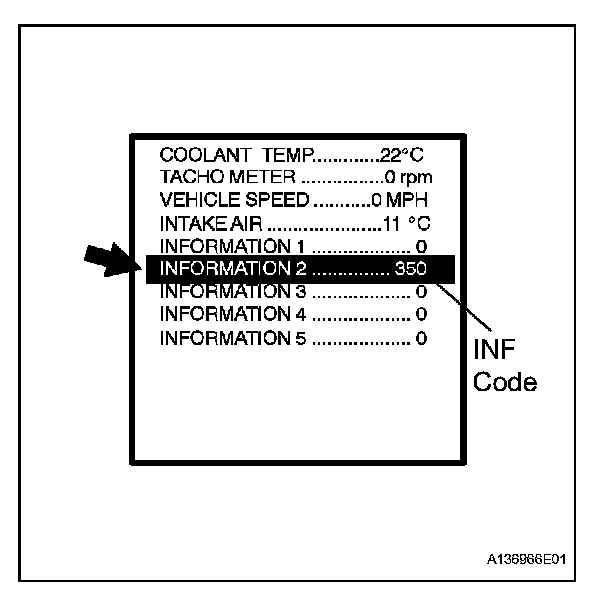 COOLANT TEMP.............22°C
TACHO METER ................0 rpm
VEHICLE SPEED ...........0 MPH
INTAKE AIR ......................11 °C
INFORMATION 1 ................... 0
INFORMATION 2 ............... 350
INFORMATION 3 ................... 0
INFORMATION 4 ................... 0
INFORMATION 5 ................... 0
INF
Code
A136966E01